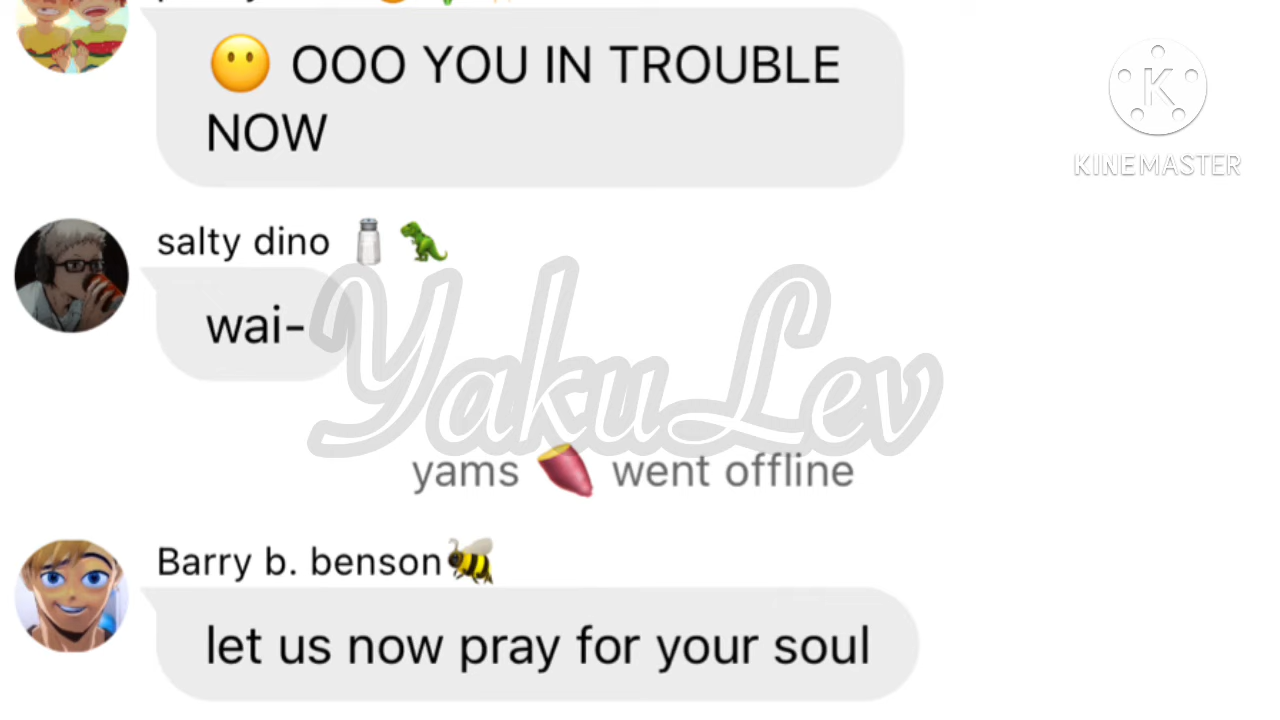 😶 OOO YOU IN TROUBLE
NOW
KINEMASTER
salty dino 🧂🦖
wai-
YakuLev
yams 🍠 went offline
Barry b. benson🐝
let us now pray for your soul